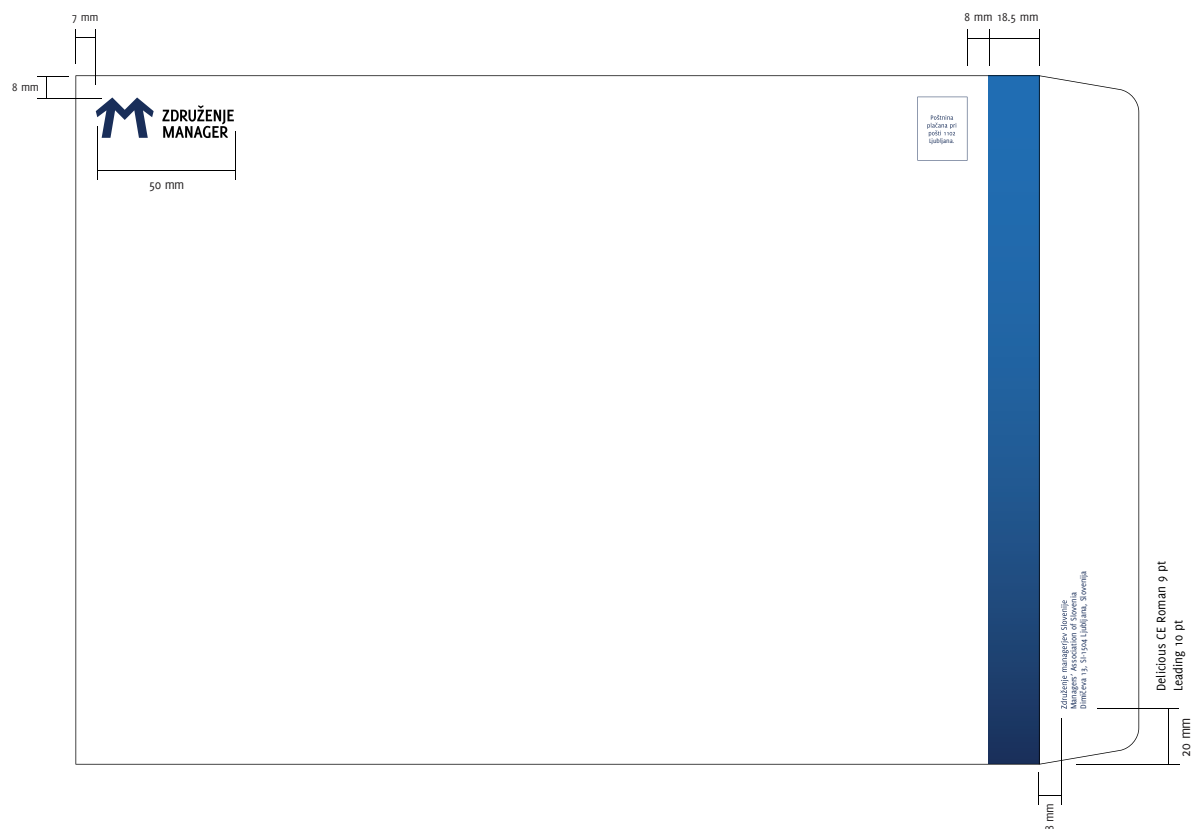 7 mm
8 mm 18.5 mm
8 mm
ZDRUŽENJE
MANAGER
50 mm
Poštnina
plačana pri
pošti 1102
Ljubljana.
Združenje managerjev Slovenije
Managers' Association of Slovenia
Dimičeva 13, SI-1504 Ljubljana, Slovenija
Delicious CE Roman 9 pt
Leading 10 pt
20 mm
8 mm